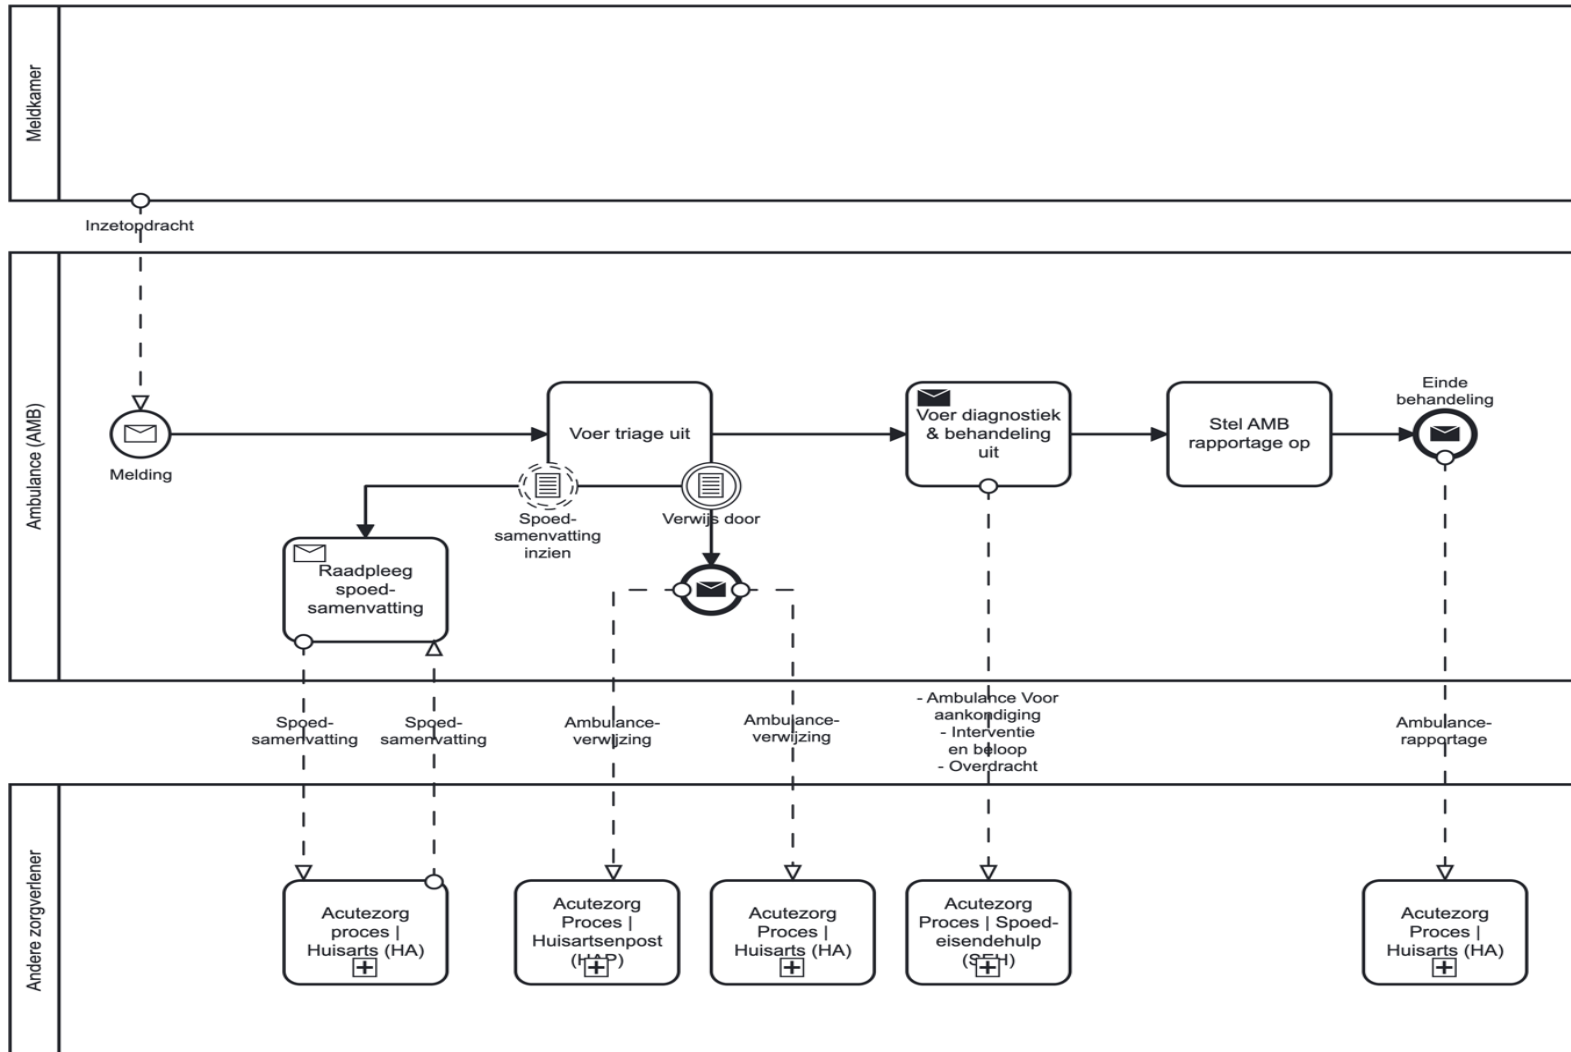 Meldkamer
Inzetopdracht
Ambulance (AMB)
Melding
Voer triage uit
Spoed-
samenvatting
inzien
Verwijs door
Raadpleeg
spoed-
samenvatting
Voer diagnostiek
& behandeling
uit
Stel AMB
rapportage op
Einde
behandeling
Spoed-
samenvatting
Spoed-
samenvatting
Ambulance-
verwijzing
Ambulance-
verwijzing
- Ambulance Voor
aankondiging
- Interventie
en beloop
- Overdracht
Ambulance-
rapportage
Andere zorgverlener
Acutezorg
proces |
Huisarts (HA)
Acutezorg
Proces |
Huisartsenpost
(HAP)
Acutezorg
Proces |
Huisarts (HA)
Acutezorg
Proces | Spoed-
eisendehulp
(SEH)
Acutezorg
Proces |
Huisarts (HA)